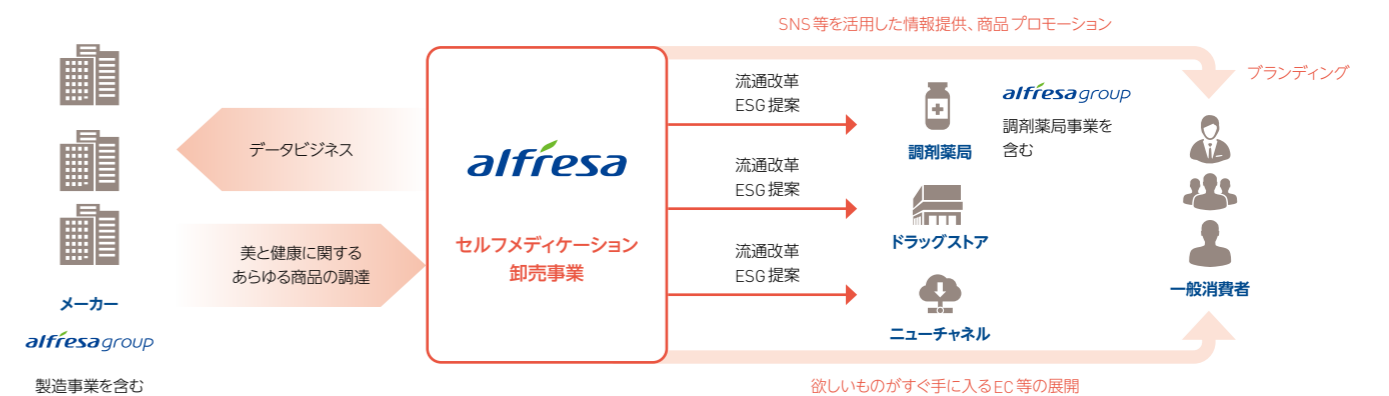 SNS等を活用した情報提供、商品プロモーション
ブランディング
データビジネス
美と健康に関する
あらゆる商品の調達
メーカー
alfresa group
製造事業を含む
alfresa
セルフメディケーション
卸売事業
流通改革
ESG提案
流通改革
ESG提案
流通改革
ESG提案
調剤薬局
alfresa group
調剤薬局事業を
含む
ドラッグストア
ニューチャネル
一般消費者
欲しいものがすぐ手に入るEC等の展開